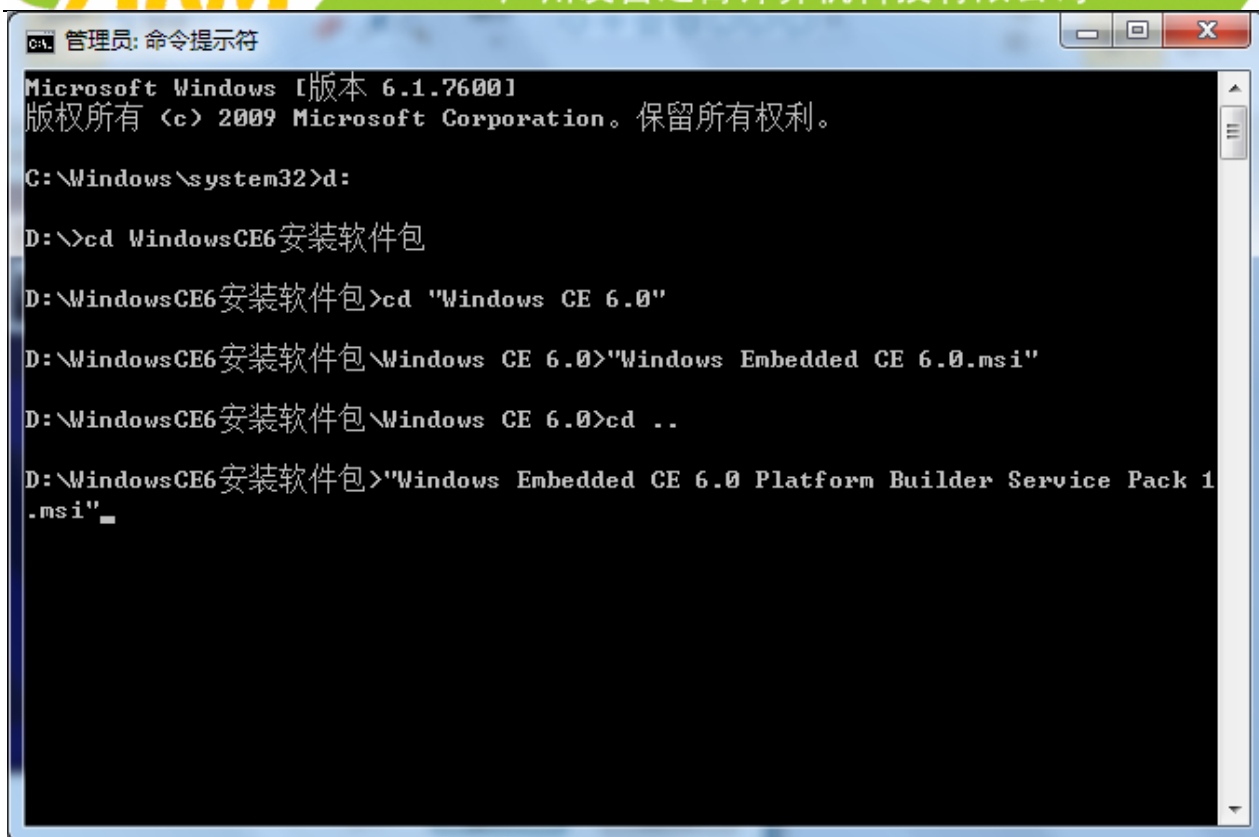 管理员: 命令提示符
Microsoft Windows [版本 6.1.7600]
版权所有 (c) 2009 Microsoft Corporation。保留所有权利。
C:\Windows\system32>d:
D:\>cd WindowsCE6安装软件包
D:\WindowsCE6安装软件包>cd "Windows CE 6.0"
D:\WindowsCE6安装软件包\Windows CE 6.0>"Windows Embedded CE 6.0.msi"
D:\WindowsCE6安装软件包\Windows CE 6.0>cd ..
D:\WindowsCE6安装软件包>"Windows Embedded CE 6.0 Platform Builder Service Pack 1
.msi"